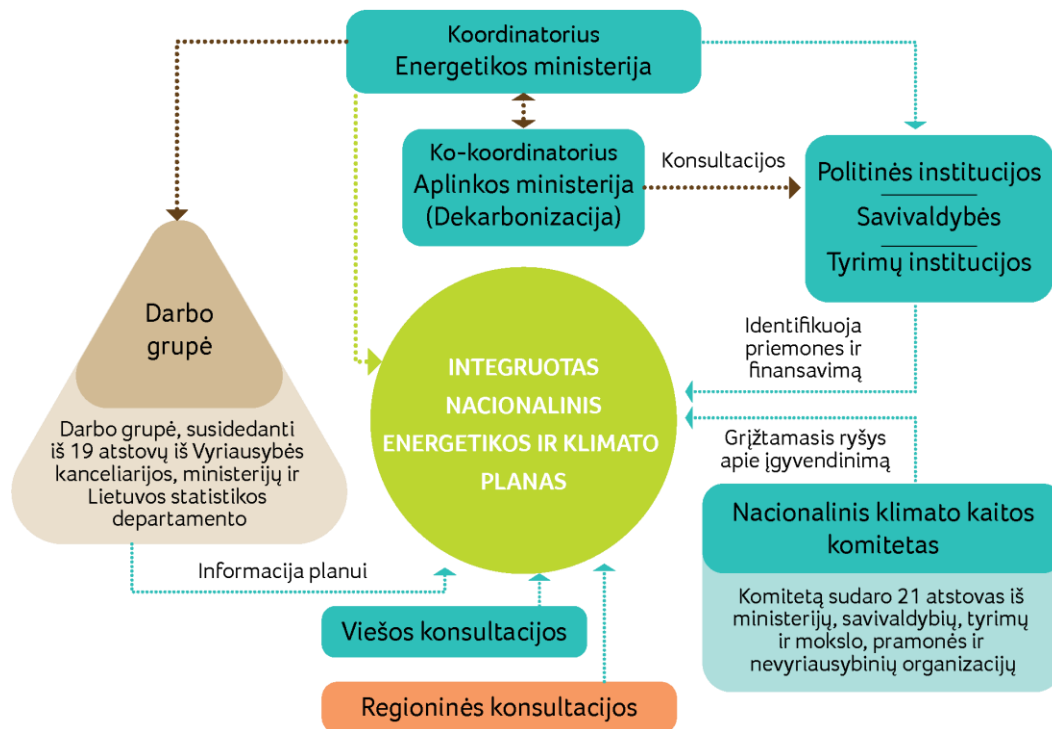 Koordinatorius
Energetikos ministerija
Ko-koordinatorius
Aplinkos ministerija
(Dekarbonizacija)
Konsultacijos
Politinės institucijos
Savivaldybės
Tyrimų institucijos
Darbo
grupė
Darbo grupė, susidedanti
iš 19 atstovų iš Vyriausybės
kanceliarijos, ministerijų ir
Lietuvos statistikos
departamento
Informacija planui
INTEGRUOTAS
NACIONALINIS
ENERGETIKOS IR KLIMATO
PLANAS
Identifikuoja
priemones ir
finansavimą
Grįžtamasis ryšys
apie įgyvendinimą
Nacionalinis klimato kaitos
komitetas
Komitetą sudaro 21 atstovas iš
ministerijų, savivaldybių, tyrimų
ir mokslo, pramonės ir
nevyriausybinių organizacijų
Viešos konsultacijos
Regioninės konsultacijos